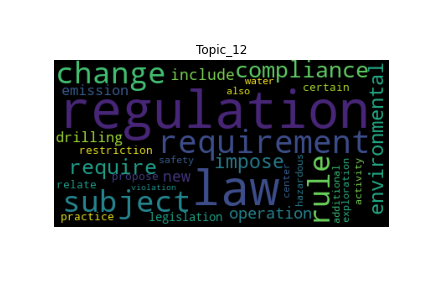 Topic_12
change include compliance
emission water certain
also
regulation
drilling requirement
restriction
require safety impose
relate propose new law rule
subject violation
center hazardous
practice legislation operation
additional exploration activity environmental